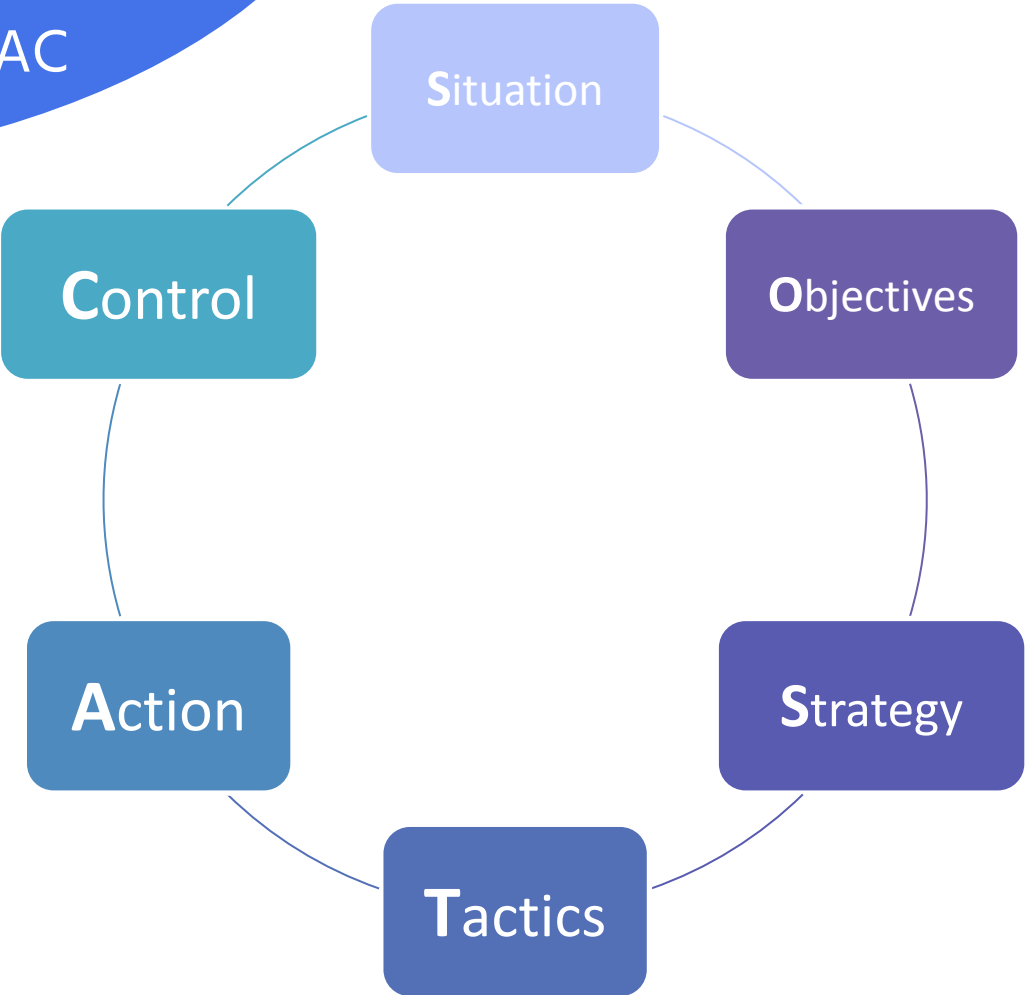 AC
Situation
Objectives
Strategy
Tactics
Action
Control